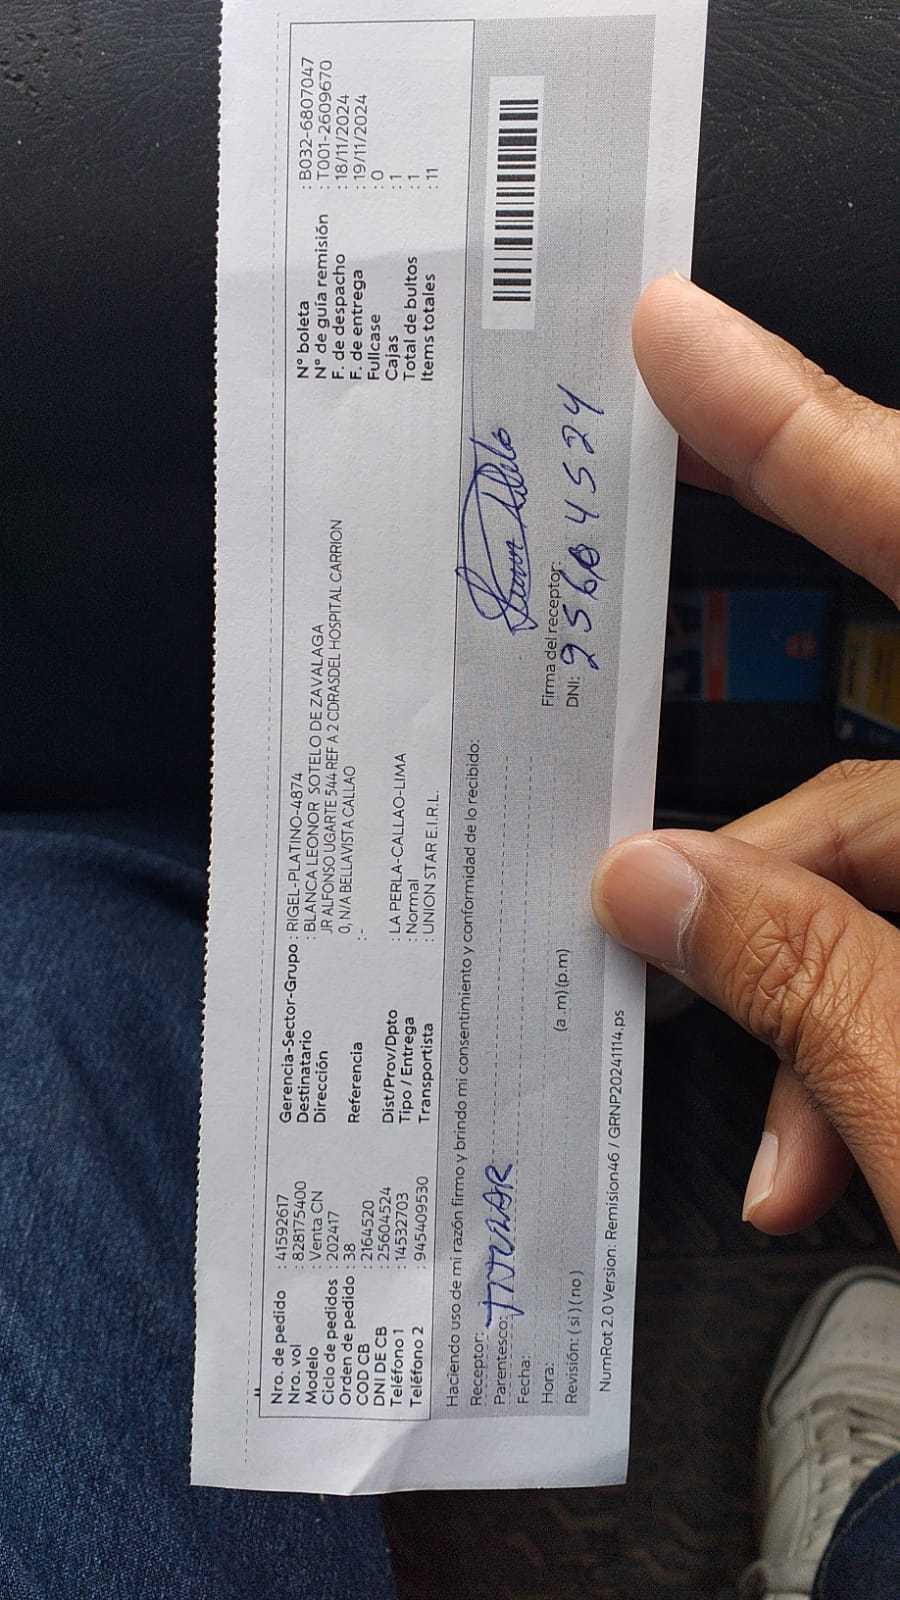 Nro. de pedido : 41592617
Nro. vol : 828175400
Modelo : Venta CN
Ciclo de pedidos : 202417
Orden de pedido : 38
COD CB : 2164520
DNI DE CB : 25604524
Teléfono 1 : 14532703
Teléfono 2 : 945409530
Gerencia-Sector-Grupo : RIGEL-PLATINO-4874
Destinatario : BLANCA LEONOR SOTELO DE ZAVALAGA
Dirección JR ALFONSO UGARTE 544 REF A 2 CDRASDEL HOSPITAL CARRION
0, N/A BELLAVISTA CALLAO
Referencia :-
Dist/Prov/Dpto : LA PERLA-CALLAO-LIMA
Tipo / Entrega : Normal
Transportista : UNION STAR E.I.R.L.
N° boleta : B032-6807047
N° de guía remisión : T001-2609670
F. de despacho : 18/11/2024
F. de entrega : 19/11/2024
Fullcase : 0
Cajas : 1
Total de bultos : 1
Items totales : 11
Haciendo uso de mi razón firmo y brindo mi consentimiento y conformidad de lo recibido:
Receptor:
Parentesco: TITULAR
Fecha:
Hora: (a .m) (p.m)
Revisión: ( si ) ( no )
Firma del receptor:
DNI: 25604524
NumRot 2.0 Version: Remision46 / GRNP20241114.ps